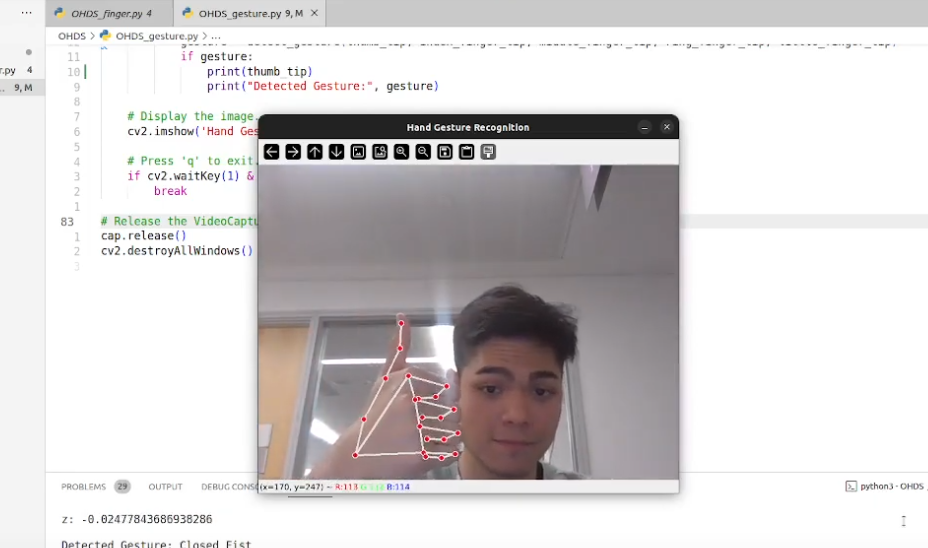 OHDS_finger.py 4
OHDS_gesture.py 9, M
OHDS > OHDS_gesture.py > ...
r.py 4
9, M
11 if gesture:
10 print(thumb_tip)
9 print("Detected Gesture:", gesture)
8
7 # Display the image.
6 cv2.imshow('Hand Ges
5
4 # Press 'q' to exit.
3 if cv2.waitKey(1) &
2 break
1
83 # Release the VideoCaptu
1 cap.release()
2 cv2.destroyAllWindows()
3
Hand Gesture Recognition
(x=170, y=247) ~ R:113 B:114
PROBLEMS 29 OUTPUT DEBUG CONS
python3 - OHDS
z: -0.02477843686938286
Detected Gesture: Closed Fist